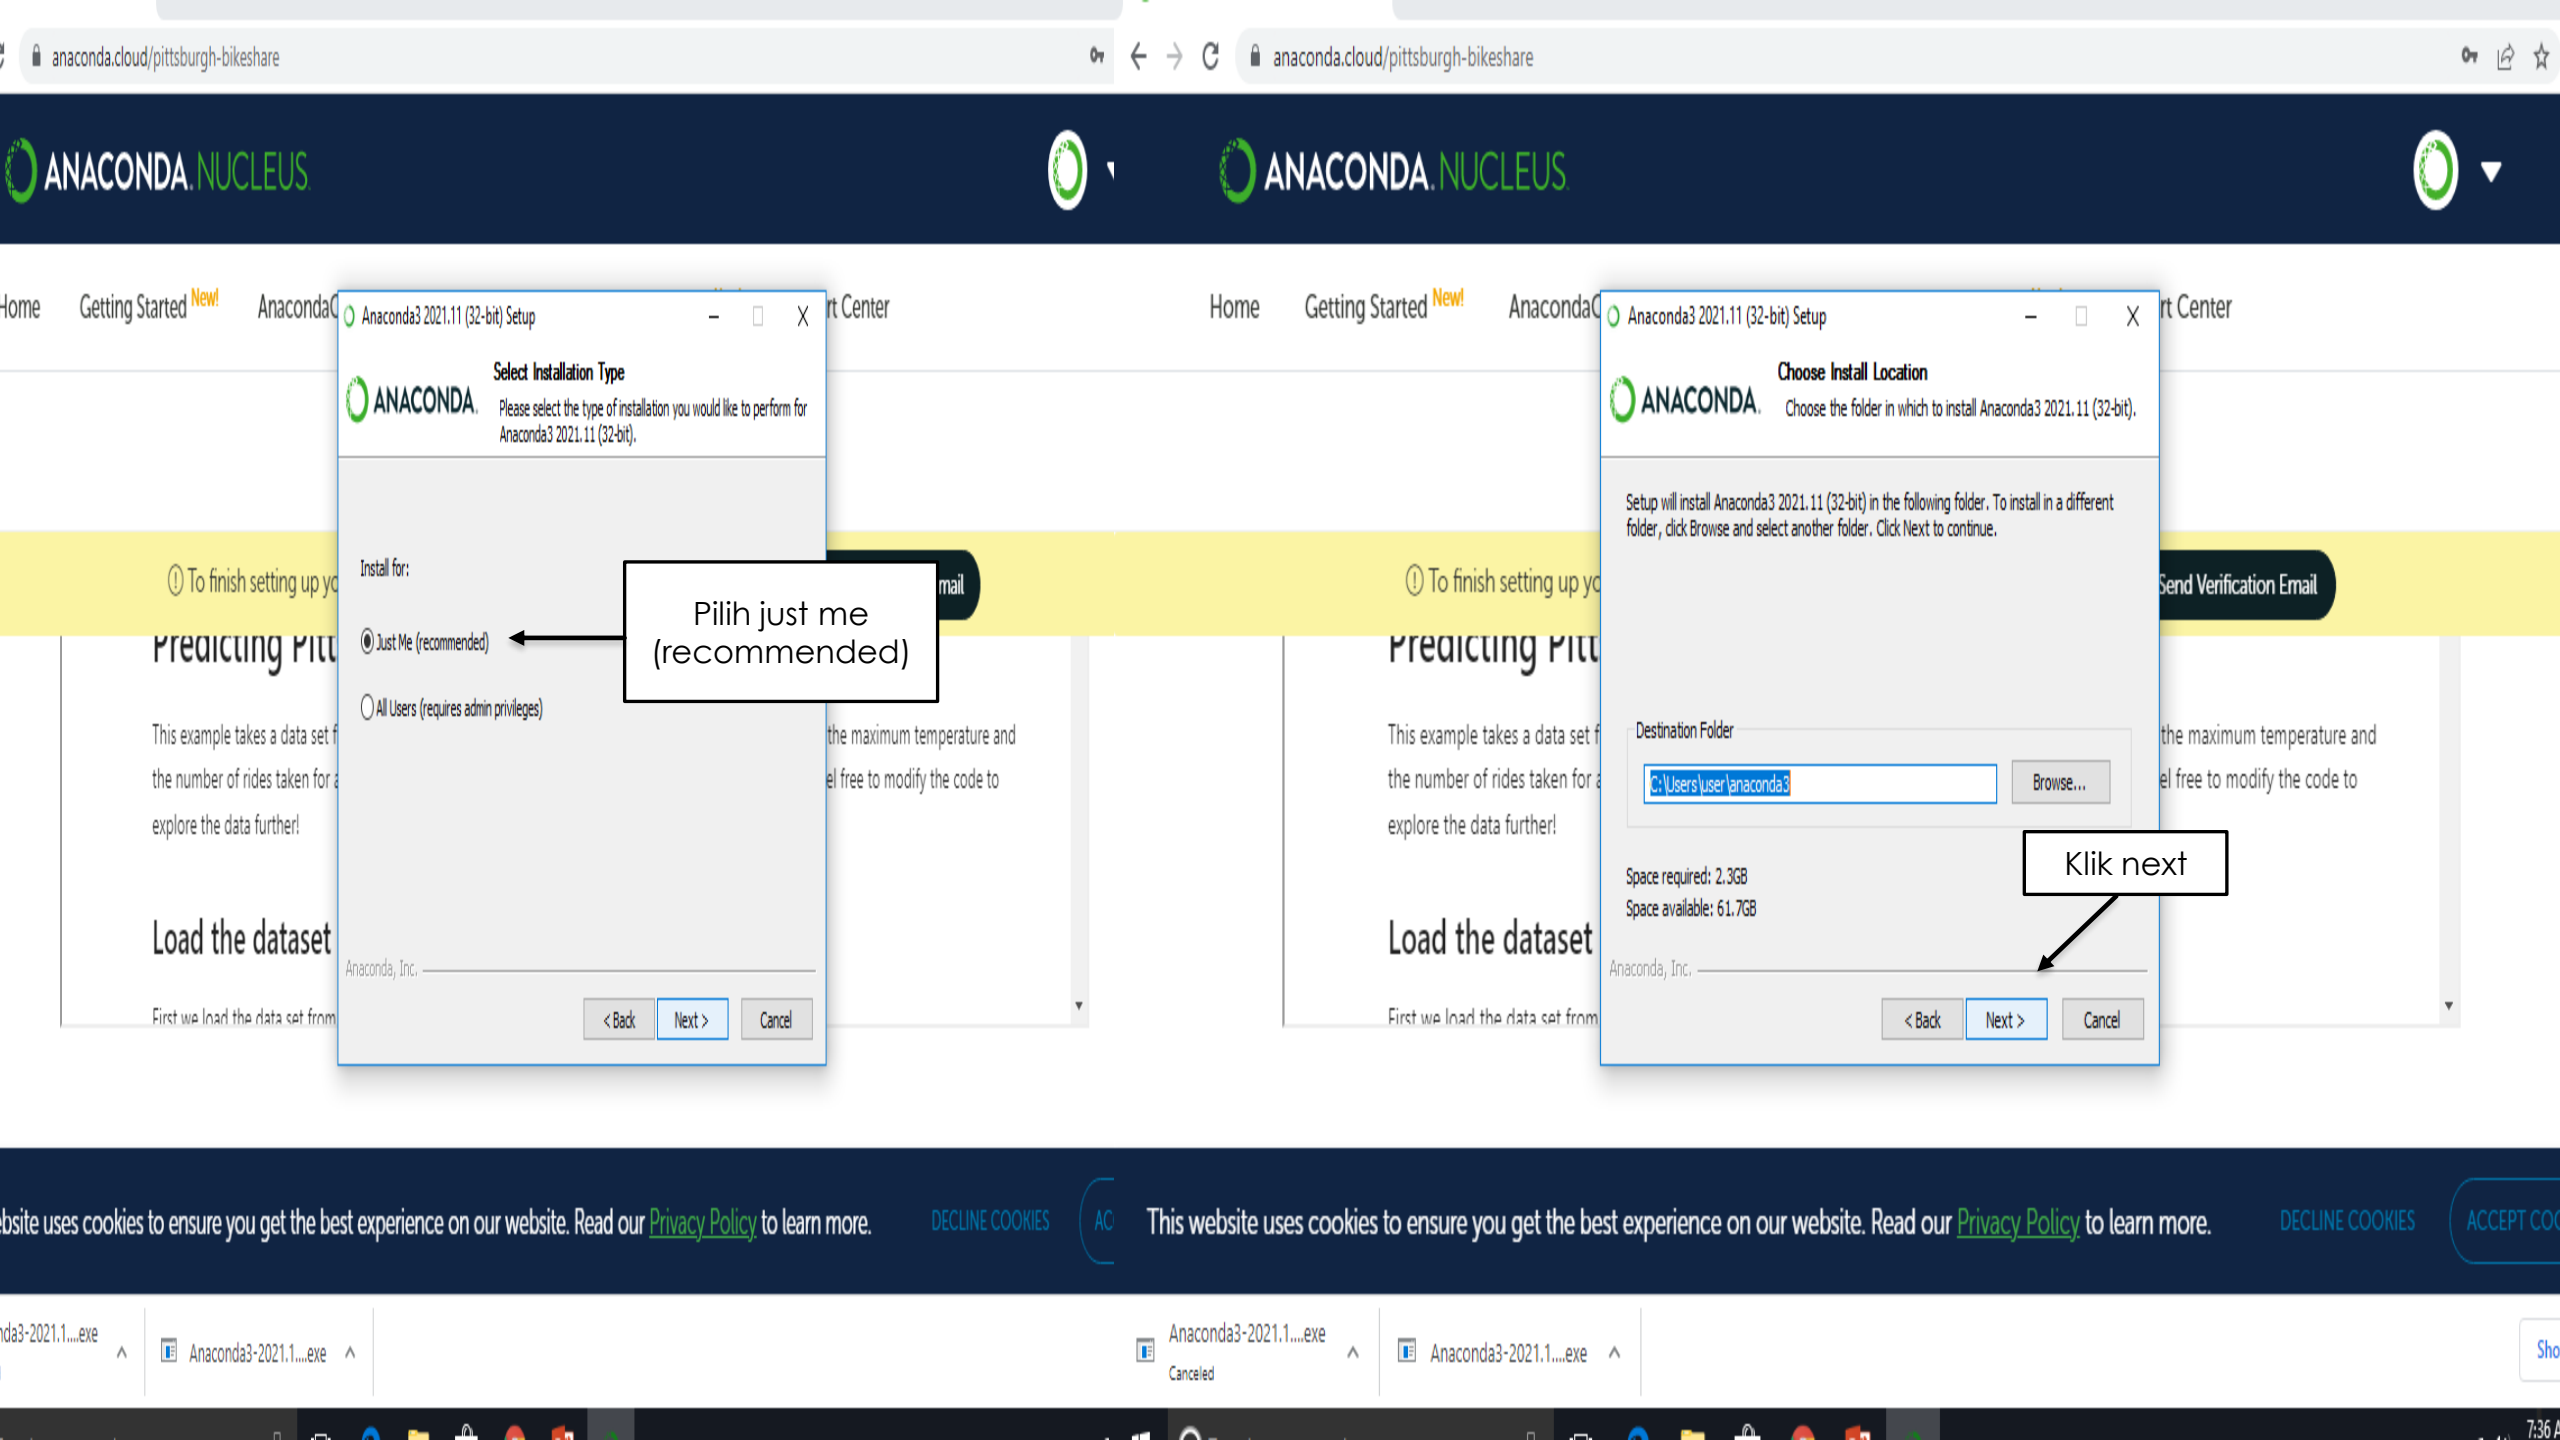 anaconda.cloud/pittsburgh-bikeshare
ANACONDA.NUCLEUS.
Home Getting Started New! AnacondaC rt Center
Anaconda3 2021.11 (32-bit) Setup
ANACONDA.
Select Installation Type
Please select the type of installation you would like to perform for
Anaconda3 2021.11 (32-bit).
To finish setting up yo mail
Install for:
Just Me (recommended)
All Users (requires admin privileges)
Pilih just me
(recommended)
Predicting Pitt
This example takes a data set f the maximum temperature and
the number of rides taken for a el free to modify the code to
explore the data further!
Load the dataset
First we load the data set from
Anaconda, Inc.
< Back Next > Cancel
ebsite uses cookies to ensure you get the best experience on our website. Read our Privacy Policy to learn more. DECLINE COOKIES AC
nda3-2021.1....exe
Anaconda3-2021.1....exe
anaconda.cloud/pittsburgh-bikeshare
ANACONDA.NUCLEUS.
Home Getting Started New! AnacondaC rt Center
Anaconda3 2021.11 (32-bit) Setup
ANACONDA.
Choose Install Location
Choose the folder in which to install Anaconda3 2021.11 (32-bit).
Setup will install Anaconda3 2021.11 (32-bit) in the following folder. To install in a different
folder, click Browse and select another folder. Click Next to continue.
To finish setting up yo Send Verification Email
Predicting Pitt
This example takes a data set f the maximum temperature and
the number of rides taken for a el free to modify the code to
explore the data further!
Destination Folder
C:\Users\user\anaconda3
Browse...
Klik next
Space required: 2.3GB
Space available: 61.7GB
Load the dataset
First we load the data set from
Anaconda, Inc.
< Back Next > Cancel
This website uses cookies to ensure you get the best experience on our website. Read our Privacy Policy to learn more. DECLINE COOKIES ACCEPT COO
Anaconda3-2021.1....exe
Canceled
Anaconda3-2021.1....exe
Sho
7:36 A